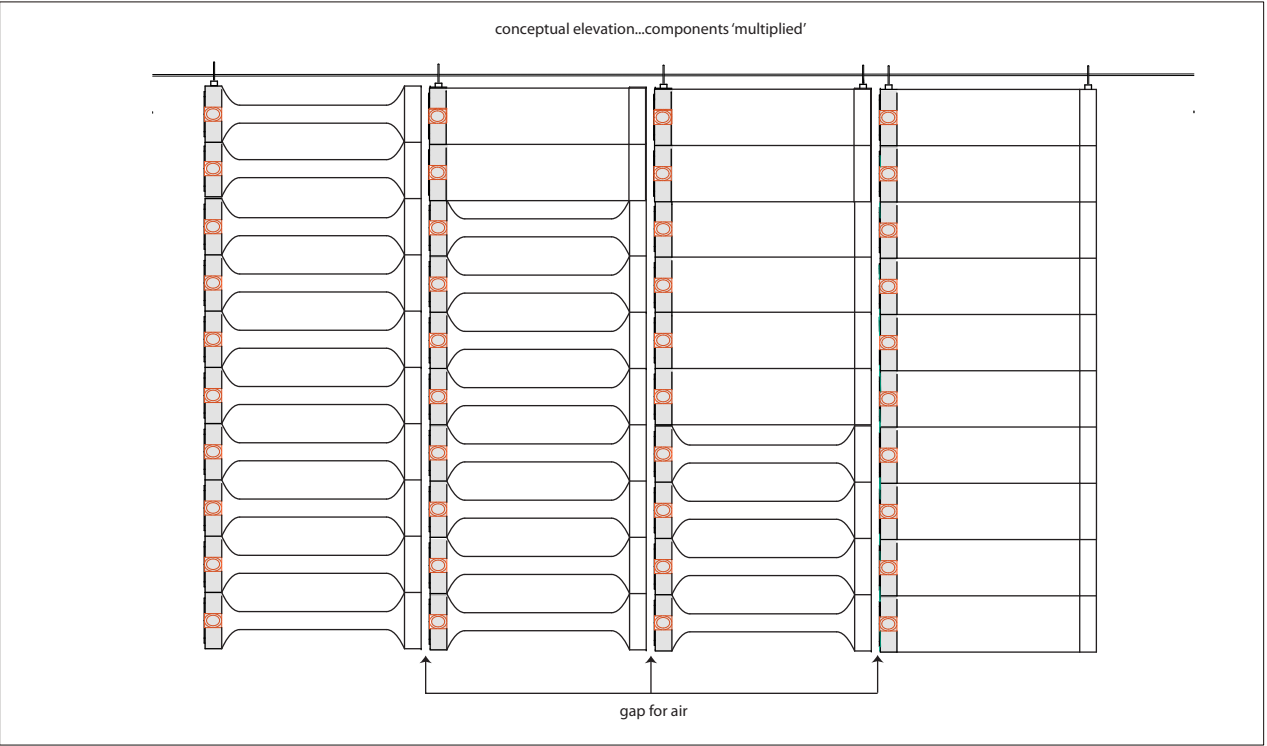 conceptual elevation...components ‘multiplied’
gap for air